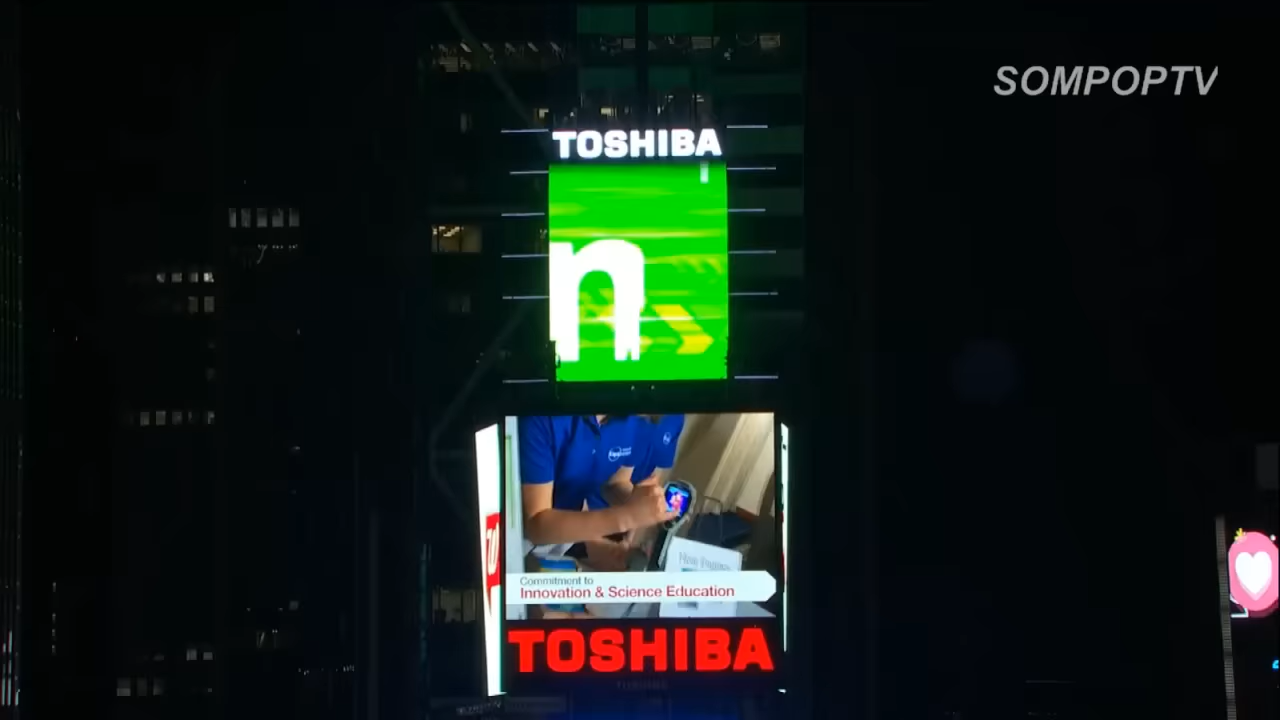 SOMPOPTV
TOSHIBA
n
Commitment to
Innovation & Science Education
TOSHIBA